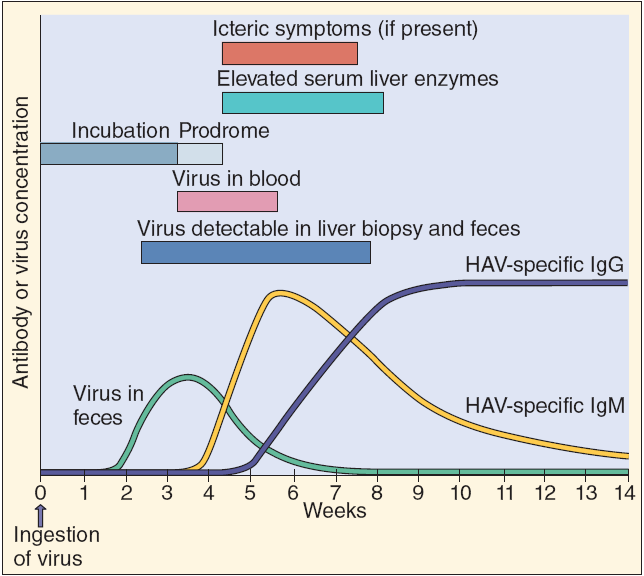 Icteric symptoms (if present)
Elevated serum liver enzymes
Incubation Prodrome
Virus in blood
Virus detectable in liver biopsy and feces
HAV-specific IgG
Antibody or virus concentration
Virus in
feces
HAV-specific IgM
0 1 2 3 4 5 6 7 8 9 10 11 12 13 14
Weeks
Ingestion
of virus